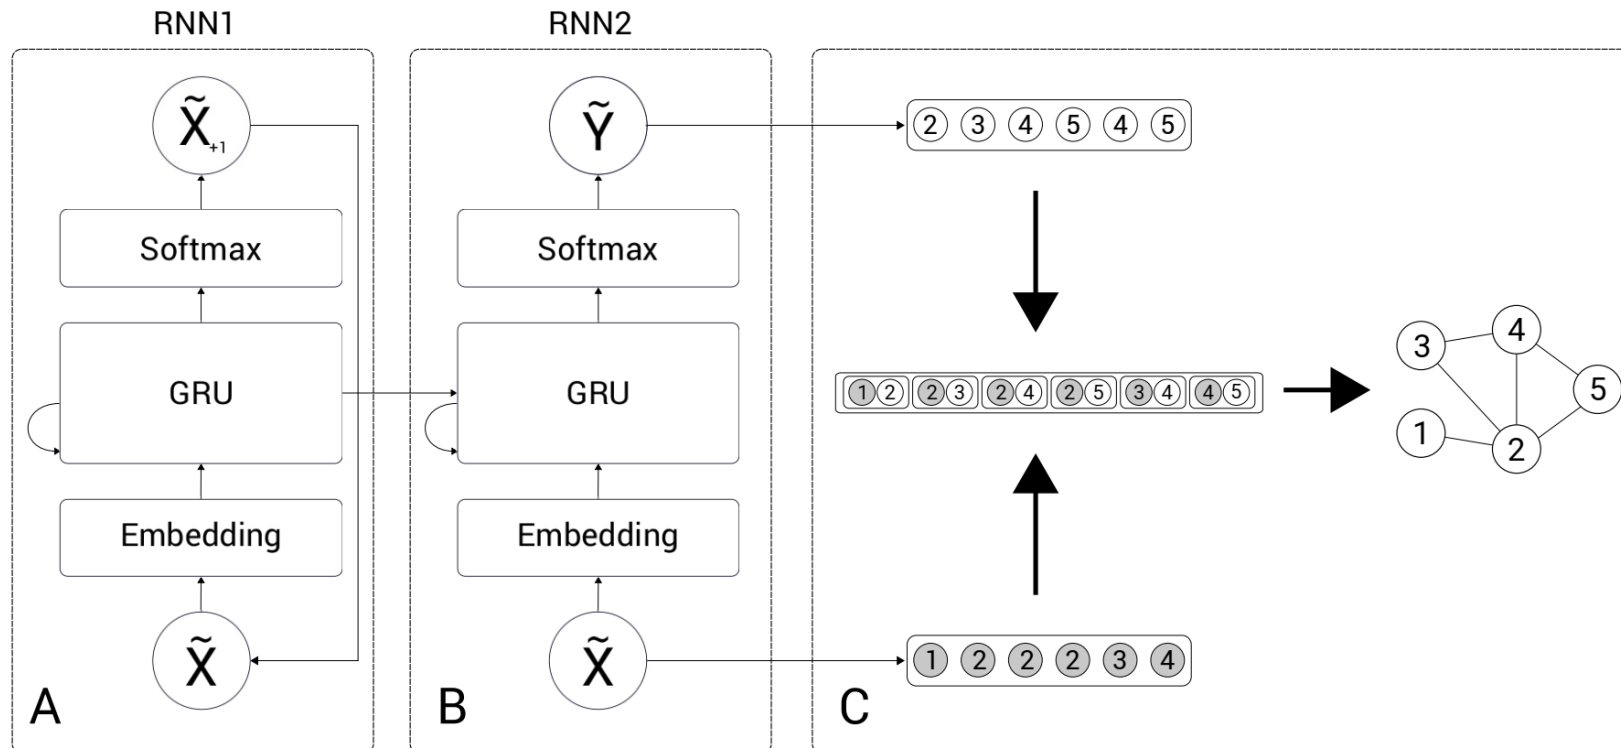 RNN1
X̃+1
Softmax
GRU
Embedding
X̃
A
RNN2
Ỹ
Softmax
GRU
Embedding
X̃
B
2 3 4 5 4 5
1 2 2 3 2 4 2 5 3 4 4 5
1 2 2 2 3 4
3
4
5
1
2
C